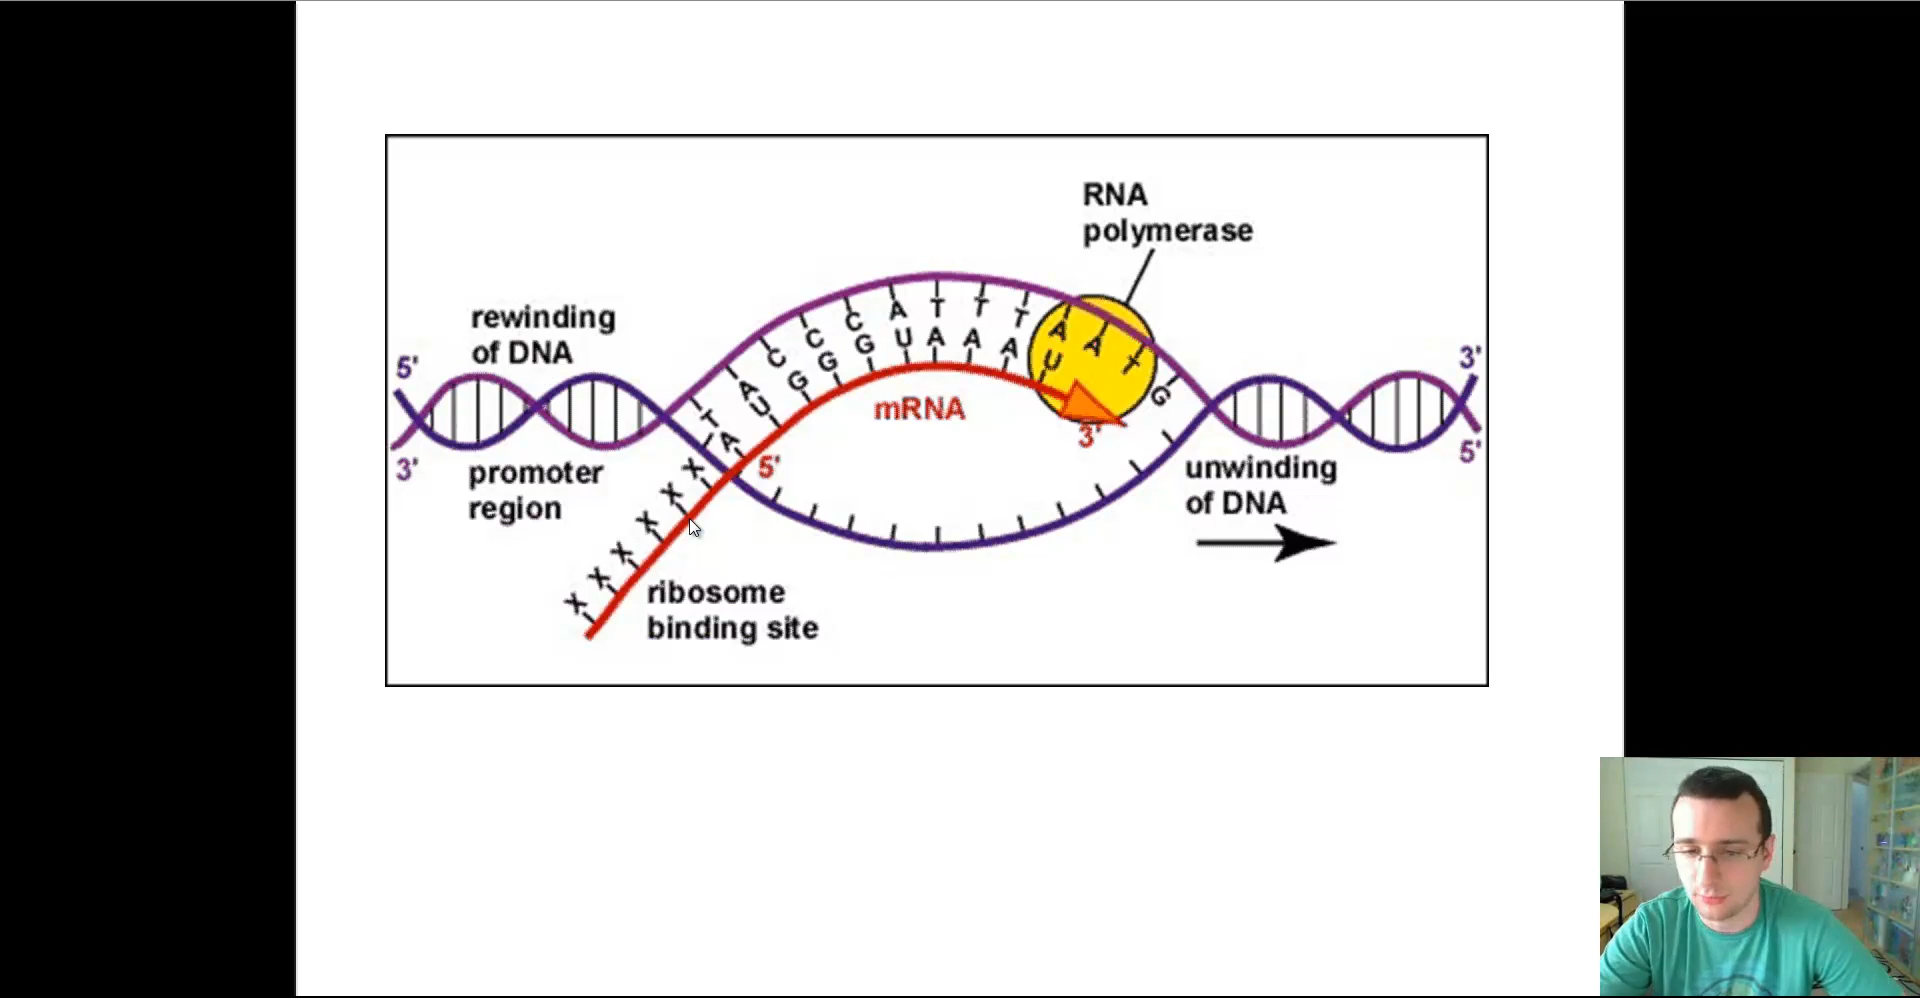 RNA
polymerase
rewinding
of DNA
5'
3'
T A C C C A T T T A A T G
A U G G G U A A A U
mRNA
3'
3'
promoter
region
5'
5'
unwinding
of DNA
X X X X X X
ribosome
binding site